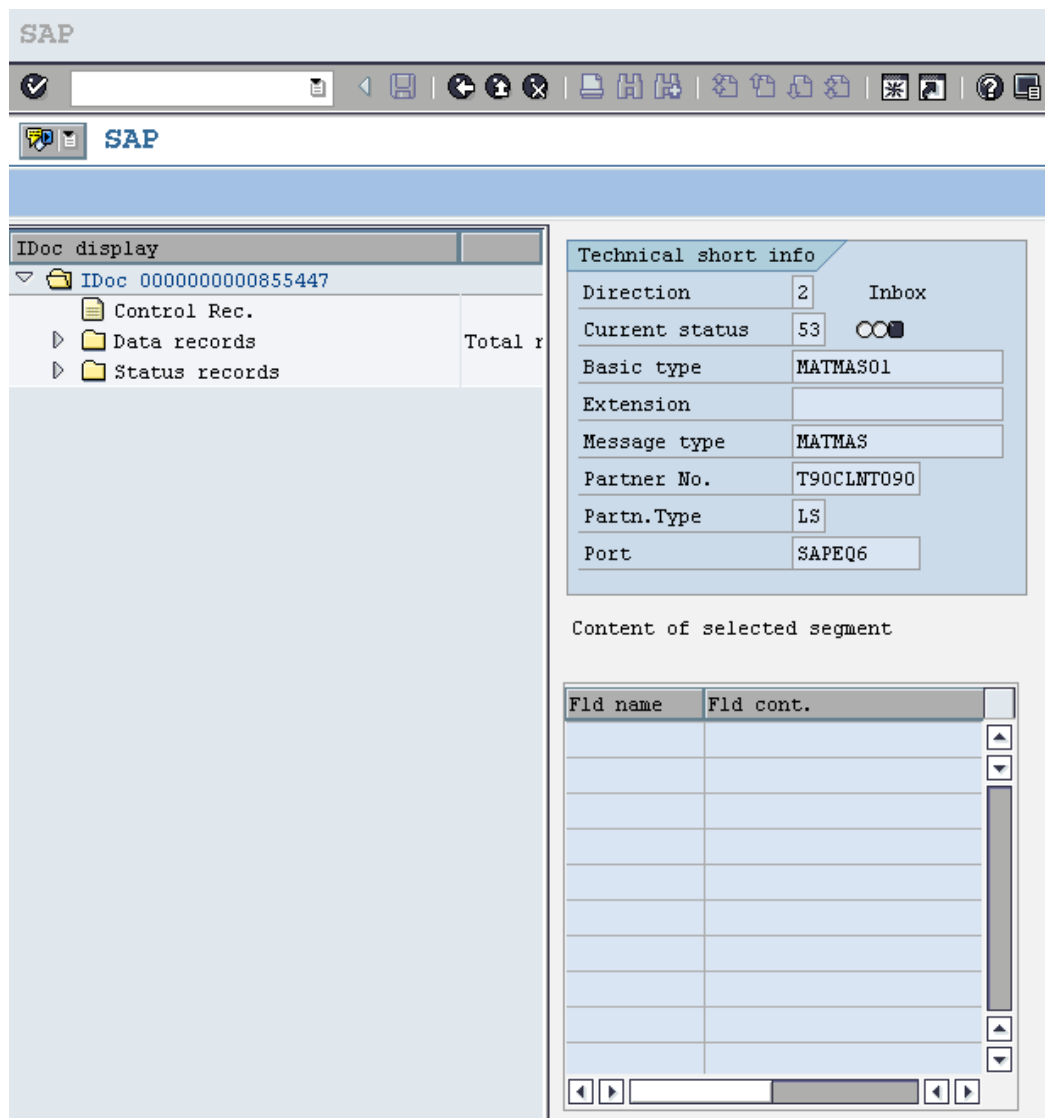 SAP
SAP
IDoc display
IDoc 0000000000855447
Control Rec.
Data records Total r
Status records
Technical short info
Direction 2 Inbox
Current status 53
Basic type MATMAS01
Extension
Message type MATMAS
Partner No. T90CLNT090
Partn.Type LS
Port SAPEQ6
Content of selected segment
Fld name Fld cont.